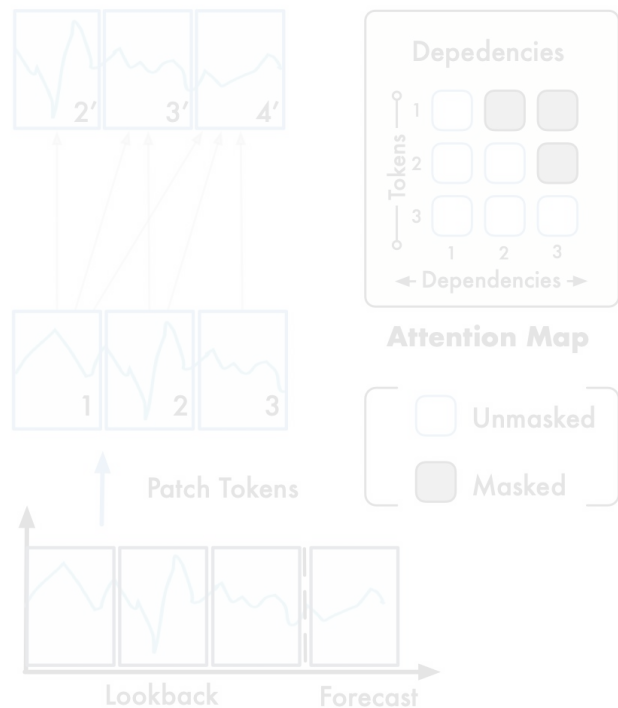 2′ 3′ 4′
Depedencies
Tokens
1
2
3
1 2 3
Dependencies
Attention Map
1 2 3
Unmasked
Masked
Patch Tokens
Lookback Forecast